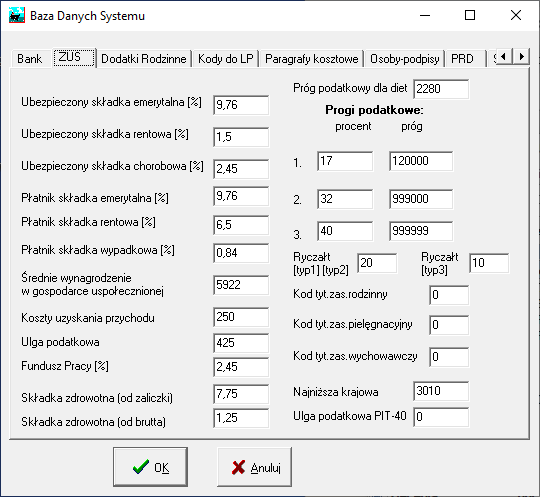 Baza Danych Systemu
Bank ZUS Dodatki Rodzinne Kody do LP Paragrafy kosztowe Osoby-podpisy PRD
Ubezpieczony składka emerytalna [%] 9,76
Ubezpieczony składka rentowa [%] 1,5
Ubezpieczony składka chorobowa [%] 2,45
Płatnik składka emerytalna [%] 9,76
Płatnik składka rentowa [%] 6,5
Płatnik składka wypadkowa [%] 0,84
Średnie wynagrodzenie
w gospodarce uspołecznionej 5922
Koszty uzyskania przychodu 250
Ulga podatkowa 425
Fundusz Pracy [%] 2,45
Składka zdrowotna (od zaliczki) 7,75
Składka zdrowotna (od brutta) 1,25
Próg podatkowy dla diet 2280
Progi podatkowe:
procent próg
1. 17 120000
2. 32 999000
3. 40 999999
Ryczałt
[typ1] [typ2] 20
Ryczałt
[typ3] 10
Kod tyt.zas.rodzinny 0
Kod tyt.zas.pielęgnacyjny 0
Kod tyt.zas.wychowawczy 0
Najniższa krajowa 3010
Ulga podatkowa PIT-40 0
OK Anuluj